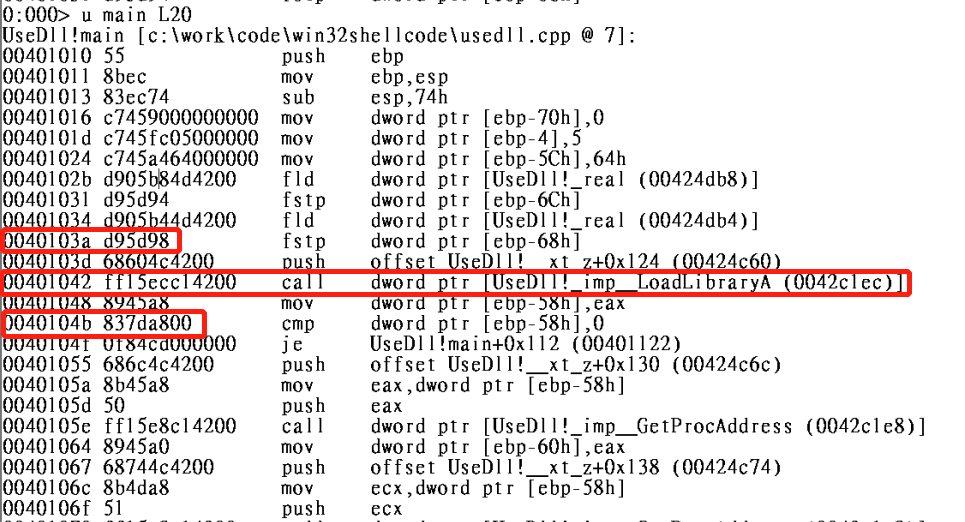 0:000> u main L20
UseDll!main [c:\work\code\win32shellcode\usedll.cpp @ 7]:
00401010 55 push ebp
00401011 8bec mov ebp,esp
00401013 83ec74 sub esp,74h
00401016 c7459000000000 mov dword ptr [ebp-70h],0
0040101d c745fc05000000 mov dword ptr [ebp-4],5
00401024 c745a464000000 mov dword ptr [ebp-5Ch],64h
0040102b d905b84d4200 fld dword ptr [UseDll!_real (00424db8)]
00401031 d95d94 fstp dword ptr [ebp-6Ch]
00401034 d905b44d4200 fld dword ptr [UseDll!_real (00424db4)]
0040103a d95d98 fstp dword ptr [ebp-68h]
0040103d 68604c4200 push offset UseDll!__xt_z+0x124 (00424c60)
00401042 ff15ecc14200 call dword ptr [UseDll!_imp__LoadLibraryA (0042c1ec)]
00401048 8945a8 mov dword ptr [ebp-58h],eax
0040104b 837da800 cmp dword ptr [ebp-58h],0
0040104f 0f84cd000000 je UseDll!main+0x112 (00401122)
00401055 686c4c4200 push offset UseDll!__xt_z+0x130 (00424c6c)
0040105a 8b45a8 mov eax,dword ptr [ebp-58h]
0040105d 50 push eax
0040105e ff15e8c14200 call dword ptr [UseDll!_imp__GetProcAddress (0042c1e8)]
00401064 8945a0 mov dword ptr [ebp-60h],eax
00401067 68744c4200 push offset UseDll!__xt_z+0x138 (00424c74)
0040106c 8b4da8 mov ecx,dword ptr [ebp-58h]
0040106f 51 push ecx